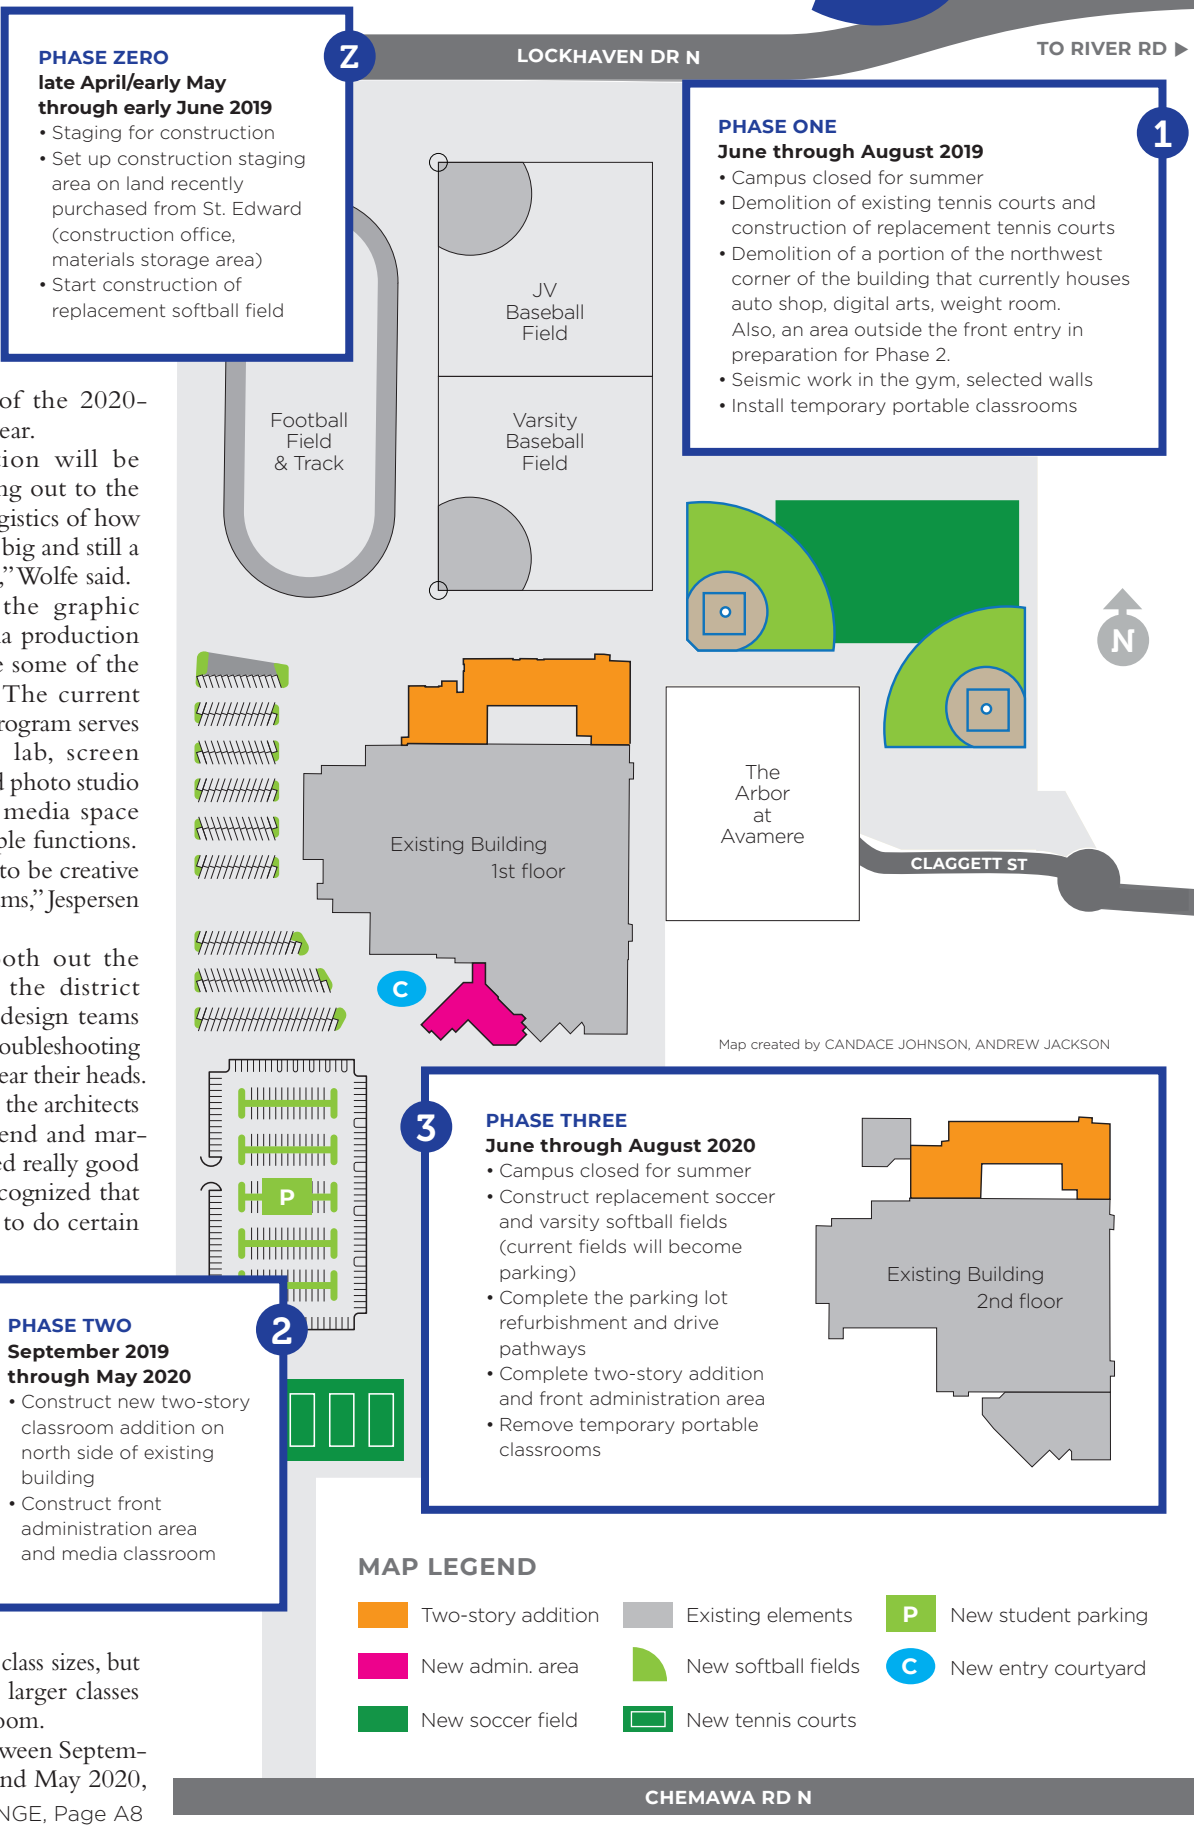 LOCKHAVEN DR N
TO RIVER RD ▶
Z
PHASE ZERO
late April/early May
through early June 2019
• Staging for construction
• Set up construction staging
area on land recently
purchased from St. Edward
(construction office,
materials storage area)
• Start construction of
replacement softball field
1
PHASE ONE
June through August 2019
• Campus closed for summer
• Demolition of existing tennis courts and
construction of replacement tennis courts
• Demolition of a portion of the northwest
corner of the building that currently houses
auto shop, digital arts, weight room.
Also, an area outside the front entry in
preparation for Phase 2.
• Seismic work in the gym, selected walls
• Install temporary portable classrooms
JV
Baseball
Field
Varsity
Baseball
Field
Football
Field
& Track
of the 2020-
ear.
tion will be
ng out to the
gistics of how
big and still a
,” Wolfe said.
the graphic
ia production
e some of the
The current
rogram serves
lab, screen
d photo studio
media space
ple functions.
to be creative
ms,” Jespersen
oth out the
the district
design teams
oubleshooting
ear their heads.
the architects
end and mar-
ed really good
cognized that
to do certain
N
Existing Building
1st floor
The
Arbor
at
Avamere
CLAGGETT ST
C
Map created by CANDACE JOHNSON, ANDREW JACKSON
P
3
PHASE THREE
June through August 2020
• Campus closed for summer
• Construct replacement soccer
and varsity softball fields
(current fields will become
parking)
• Complete the parking lot
refurbishment and drive
pathways
• Complete two-story addition
and front administration area
• Remove temporary portable
classrooms
Existing Building
2nd floor
2
PHASE TWO
September 2019
through May 2020
• Construct new two-story
classroom addition on
north side of existing
building
• Construct front
administration area
and media classroom
class sizes, but
larger classes
oom.
ween Septem-
nd May 2020,
NGE, Page A8
MAP LEGEND
Two-story addition
Existing elements
P New student parking
New admin. area
New softball fields
C New entry courtyard
New soccer field
New tennis courts
CHEMAWA RD N